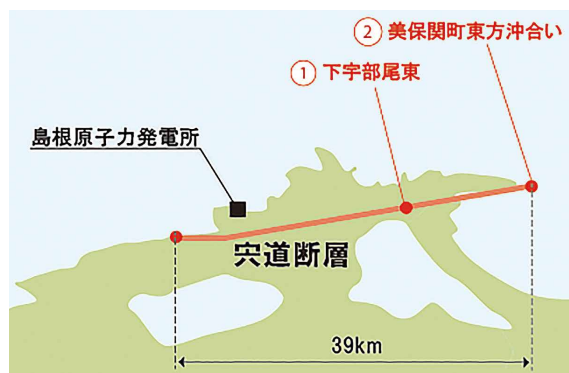 ② 美保関町東方沖合い
① 下宇部尾東
島根原子力発電所
宍道断層
39km